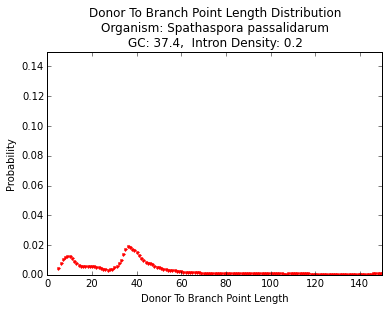 Donor To Branch Point Length Distribution
Organism: Spathaspora passalidarum
GC: 37.4,  Intron Density: 0.2
0.14
0.12
0.10
0.08
0.06
0.04
0.02
0.00
Probability
0 20 40 60 80 100 120 140
Donor To Branch Point Length